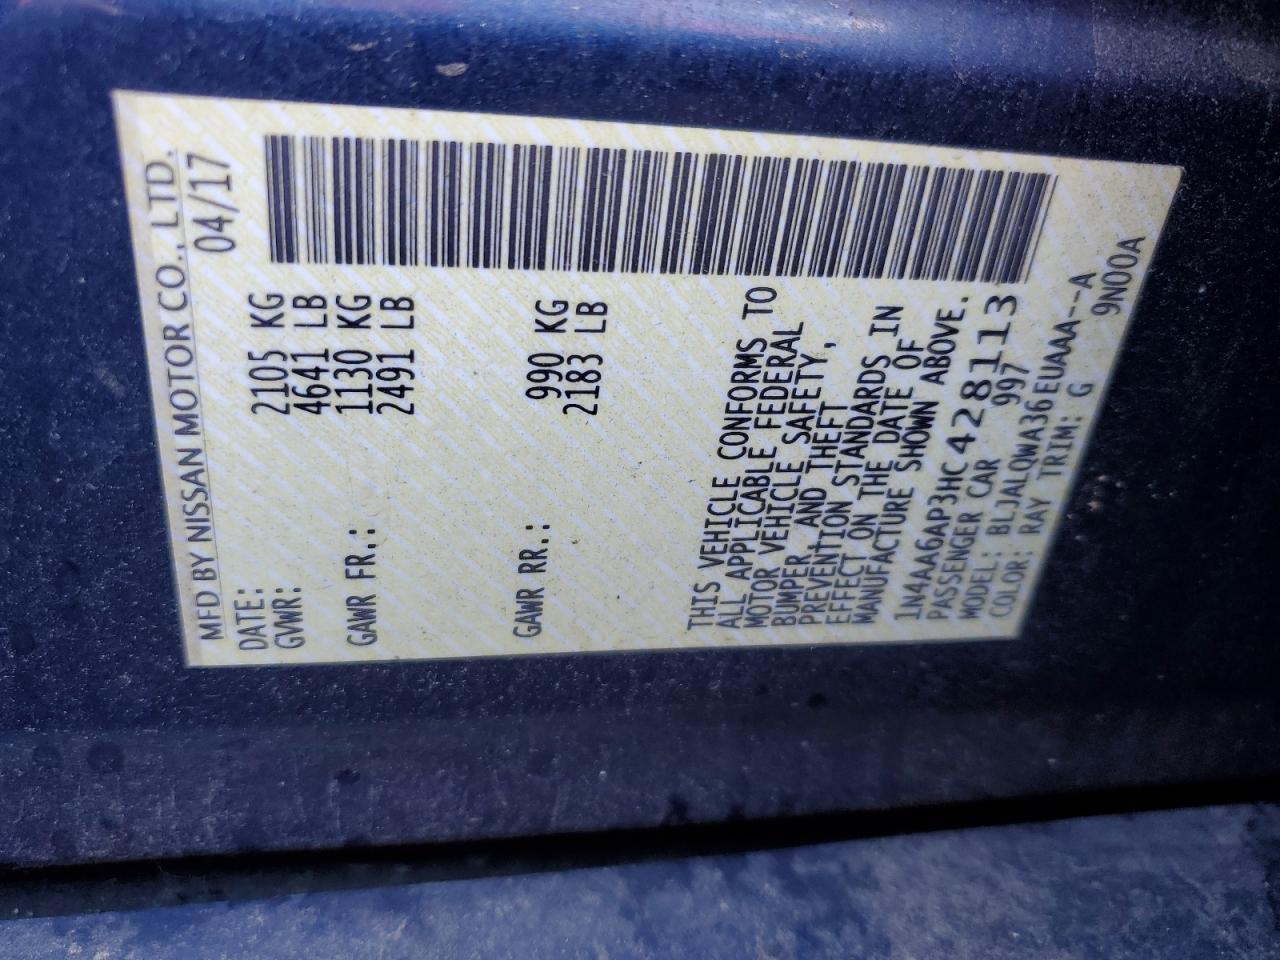 MFD BY NISSAN MOTOR CO., LTD.
DATE: 04/17
GVWR: 2105 KG
4641 LB
GAWR FR.: 1130 KG
2491 LB
GAWR RR.: 990 KG
2183 LB
THIS VEHICLE CONFORMS TO
ALL APPLICABLE FEDERAL
MOTOR VEHICLE SAFETY,
BUMPER, AND THEFT
PREVENTION STANDARDS IN
EFFECT ON THE DATE OF
MANUFACTURE SHOWN ABOVE.
1N4AA6AP3HC428113
PASSENGER CAR 997
MODEL: BLJALQWA36EUAAA--A
COLOR: RAY TRIM: G 9N00A